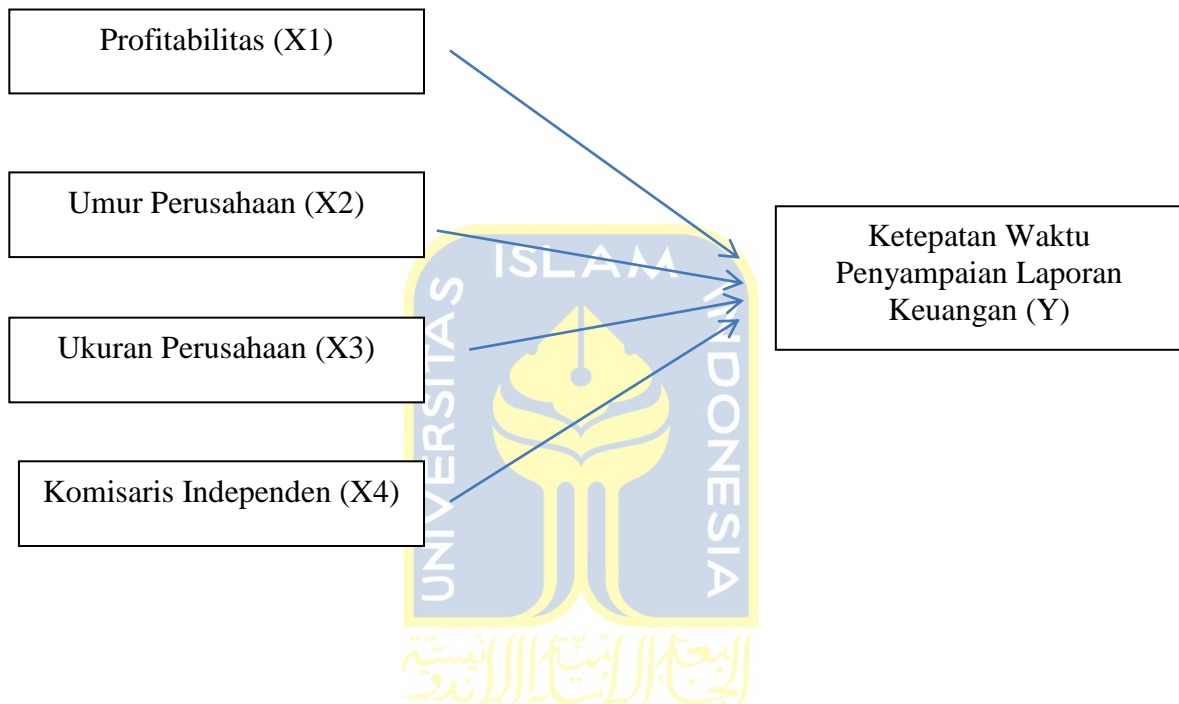 Profitabilitas (X1)
Umur Perusahaan (X2)
Ukuran Perusahaan (X3)
Komisaris Independen (X4)
Ketepatan Waktu
Penyampaian Laporan
Keuangan (Y)
UNIVERSITAS
ISLAM
INDONESIA